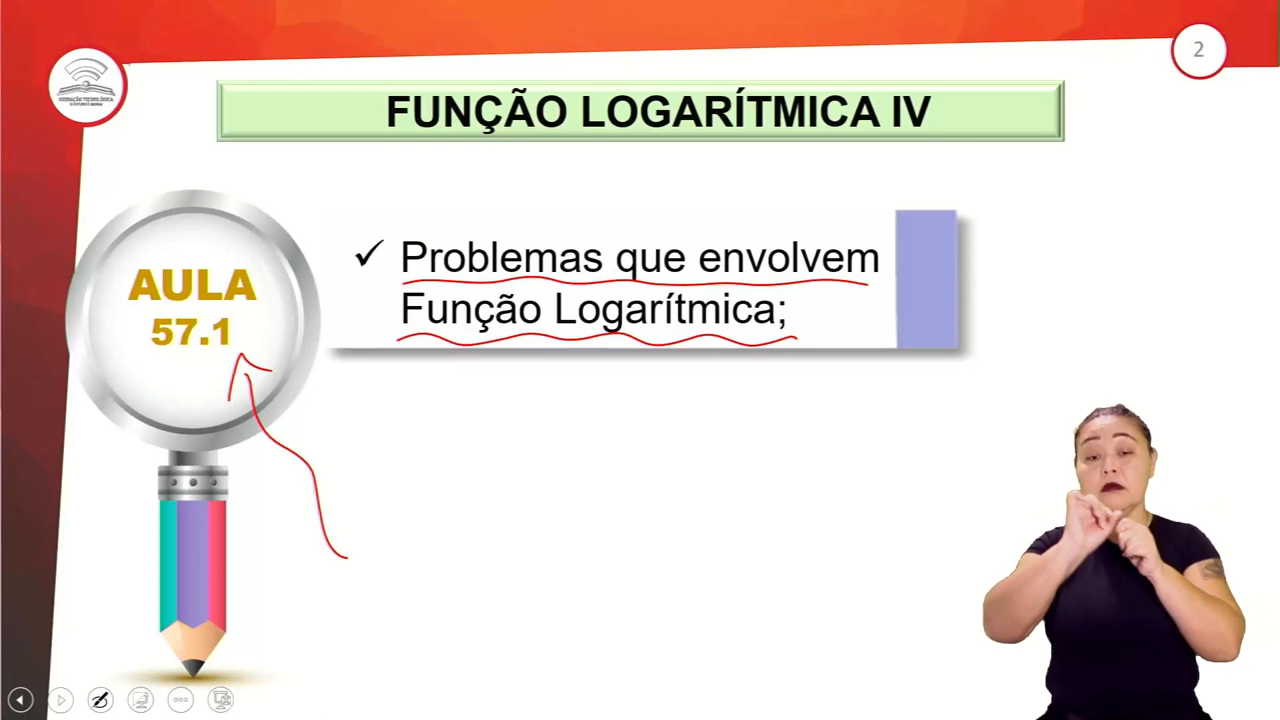 2
FUNÇÃO LOGARÍTMICA IV
✓ Problemas que envolvem
Função Logarítmica;
AULA
57.1